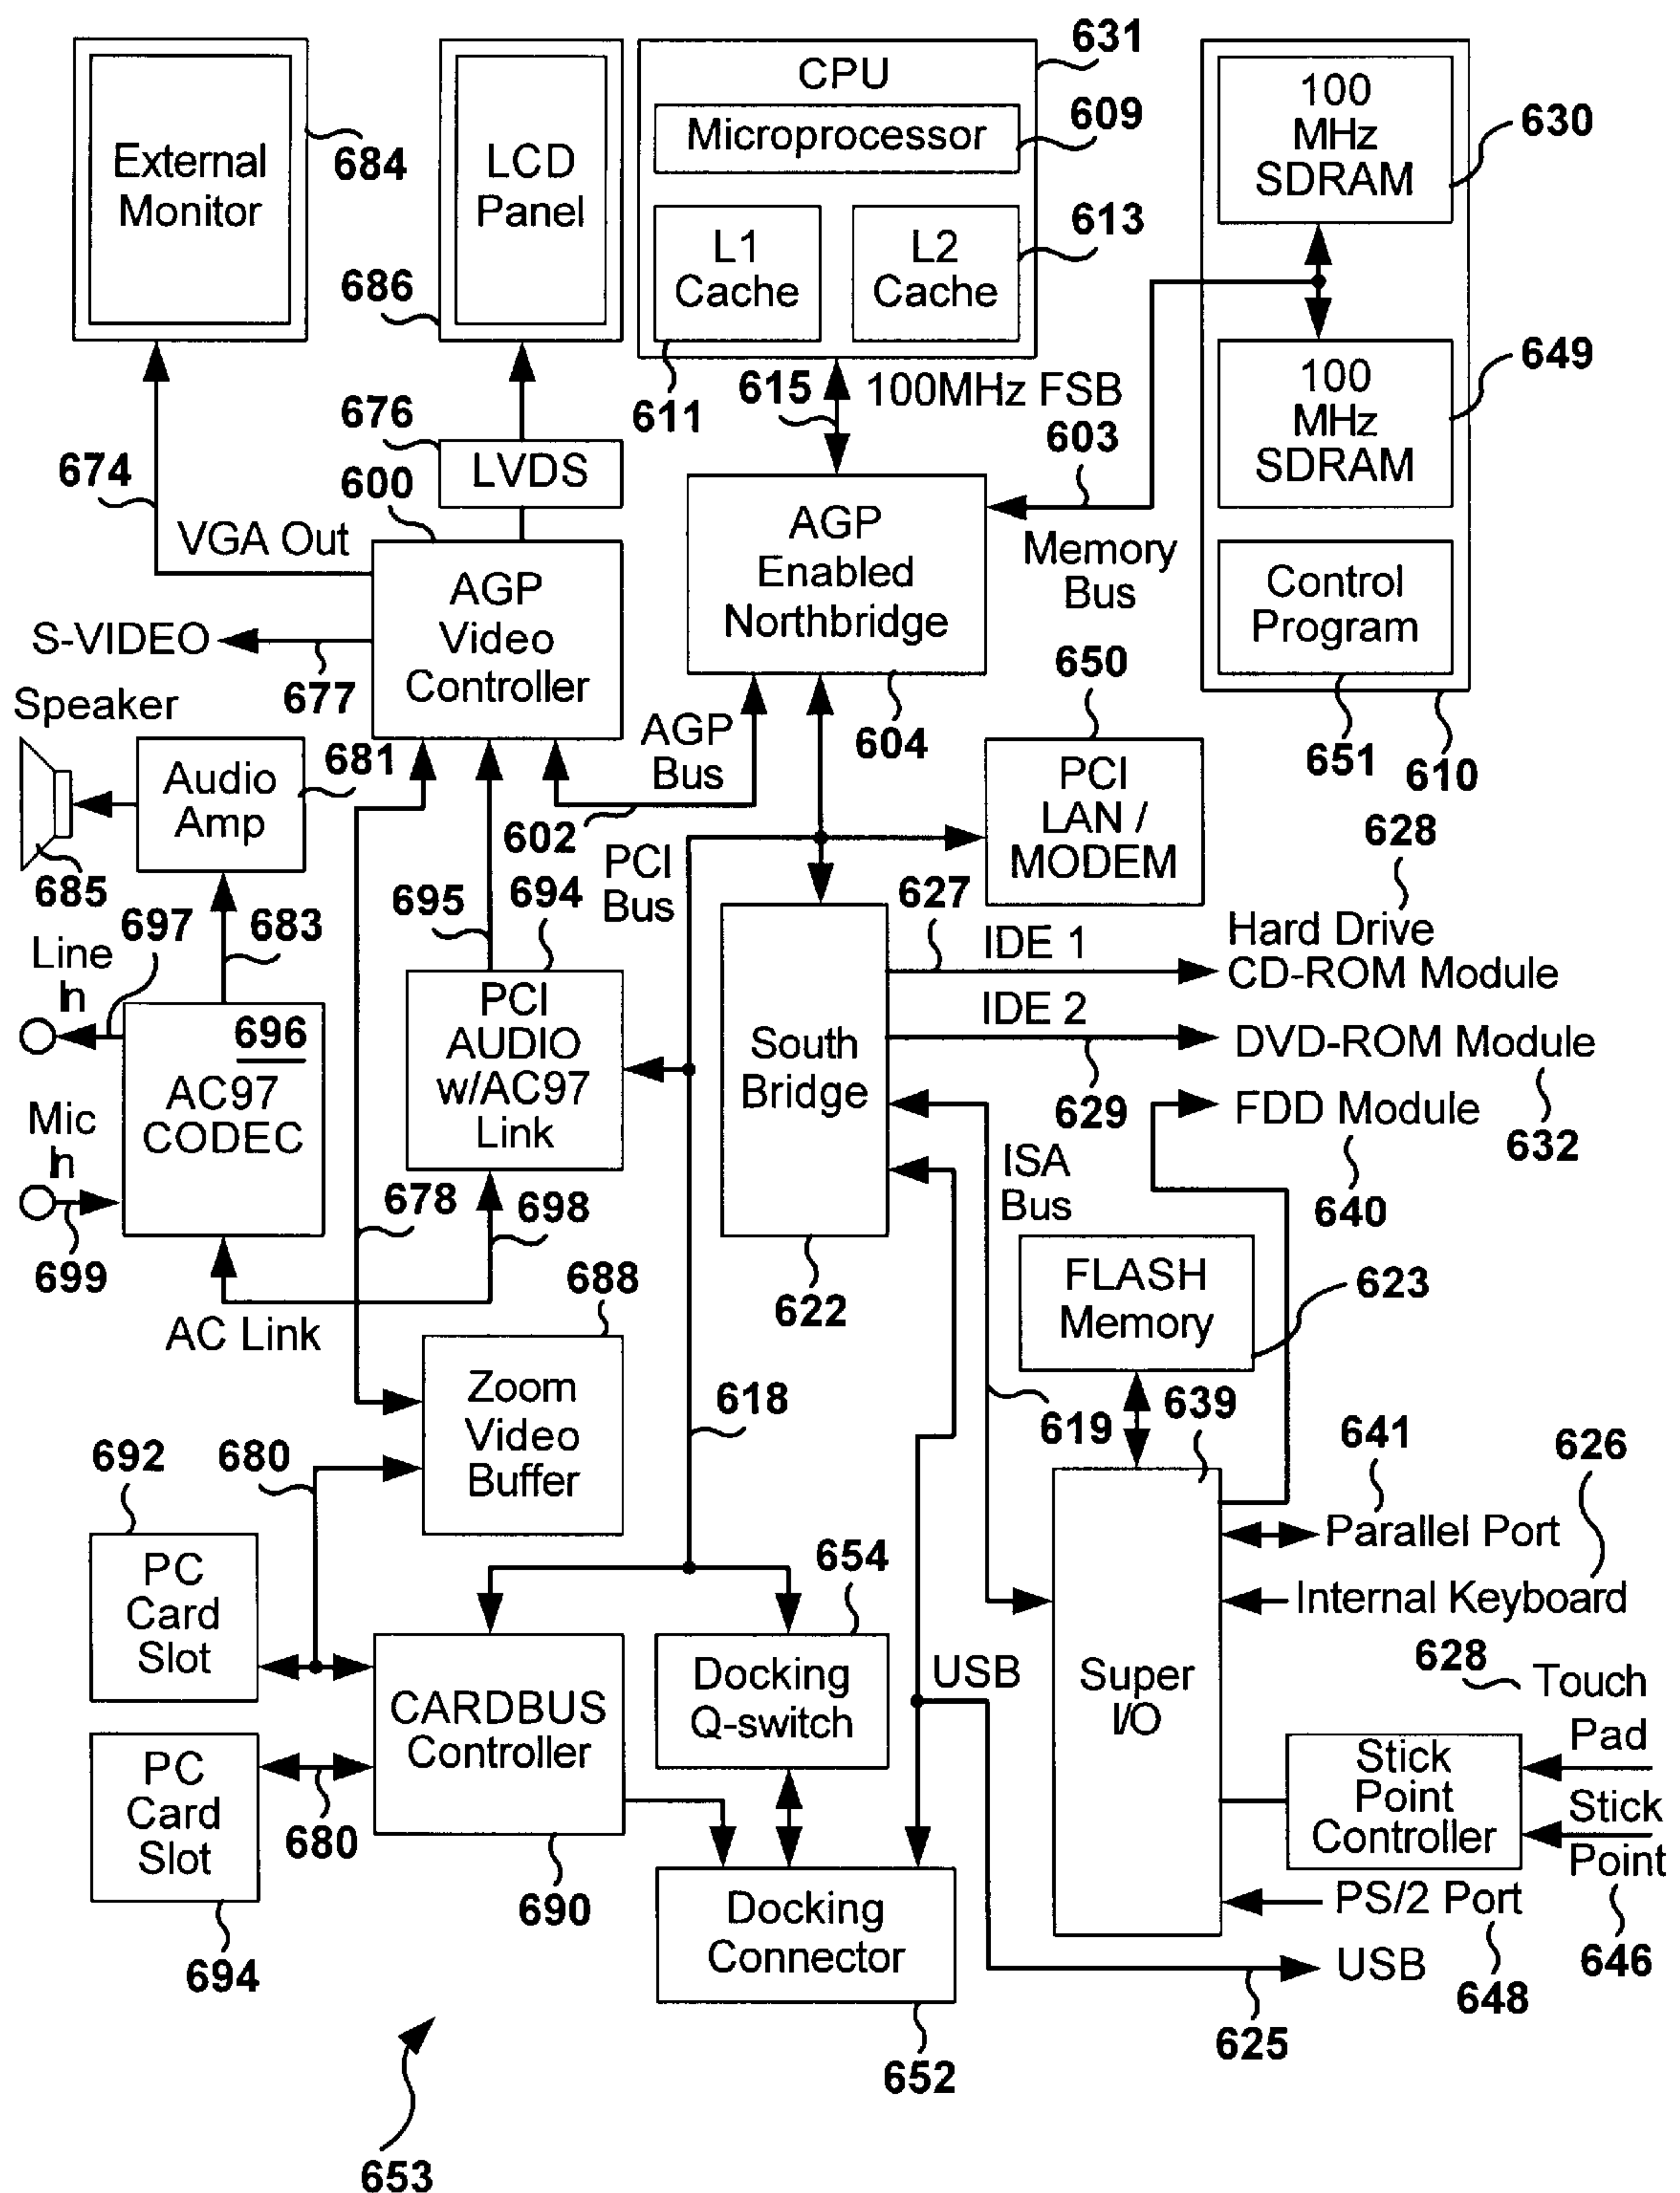 631
CPU
609
Microprocessor
100
MHz
SDRAM
630
External
Monitor
684
LCD
Panel
613
L1
Cache
L2
Cache
686
611
615
100MHz FSB
603
649
100
MHz
SDRAM
676
LVDS
674
600
VGA Out
AGP
Enabled
Northbridge
Memory
Bus
AGP
Video
Controller
Control
Program
S-VIDEO
677
650
604
651
610
Speaker
681
Audio
Amp
AGP
Bus
602
PCI
LAN /
MODEM
628
685
683
697
695
694
PCI
Bus
627
IDE 1
Hard Drive
CD-ROM Module
Line
In
696
AC97
CODEC
PCI
AUDIO
w/AC97
Link
South
Bridge
IDE 2
629
DVD-ROM Module
632
FDD Module
640
Mic
In
699
678
698
ISA
Bus
622
FLASH
Memory
623
AC Link
688
Zoom
Video
Buffer
618
619
639
641
626
692
680
PC
Card
Slot
654
Parallel Port
Internal Keyboard
628
Touch
Pad
CARDBUS
Controller
Docking
Q-switch
USB
Super
I/O
Stick
Point
Controller
Stick
Point
PC
Card
Slot
680
690
694
Docking
Connector
PS/2 Port
646
USB
648
625
652
653